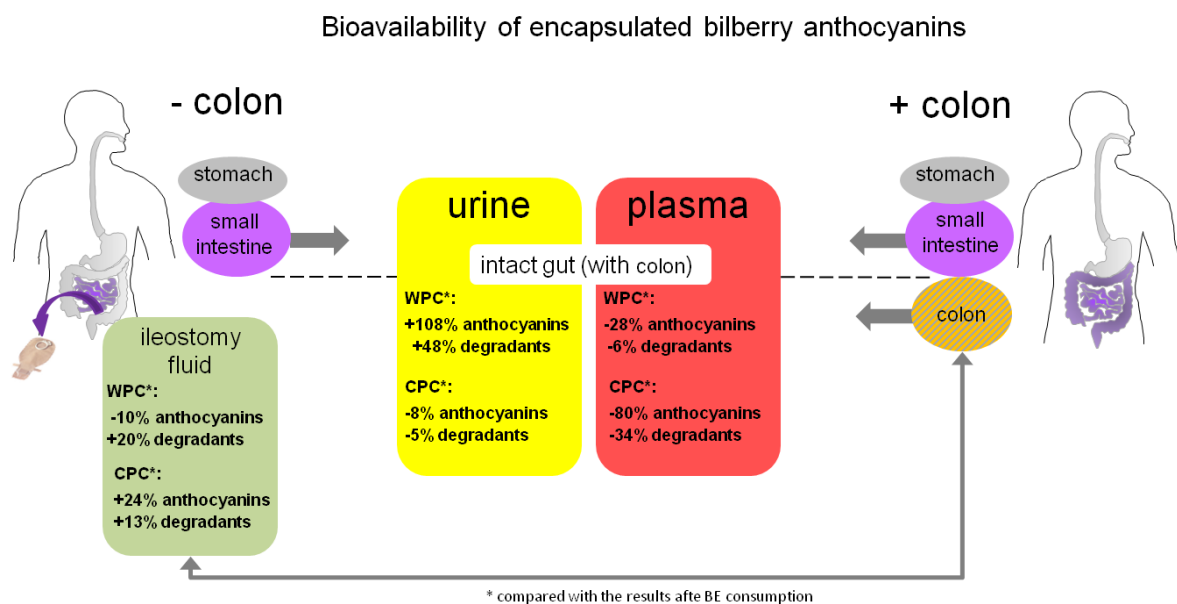 Bioavailability of encapsulated bilberry anthocyanins
- colon
+ colon
stomach
small
intestine
urine
plasma
stomach
small
intestine
intact gut (with colon)
colon
WPC*:
+108% anthocyanins
+48% degradants
CPC*:
-8% anthocyanins
-5% degradants
WPC*:
-28% anthocyanins
-6% degradants
CPC*:
-80% anthocyanins
-34% degradants
ileostomy
fluid
WPC*:
-10% anthocyanins
+20% degradants
CPC*:
+24% anthocyanins
+13% degradants
* compared with the results afte BE consumption